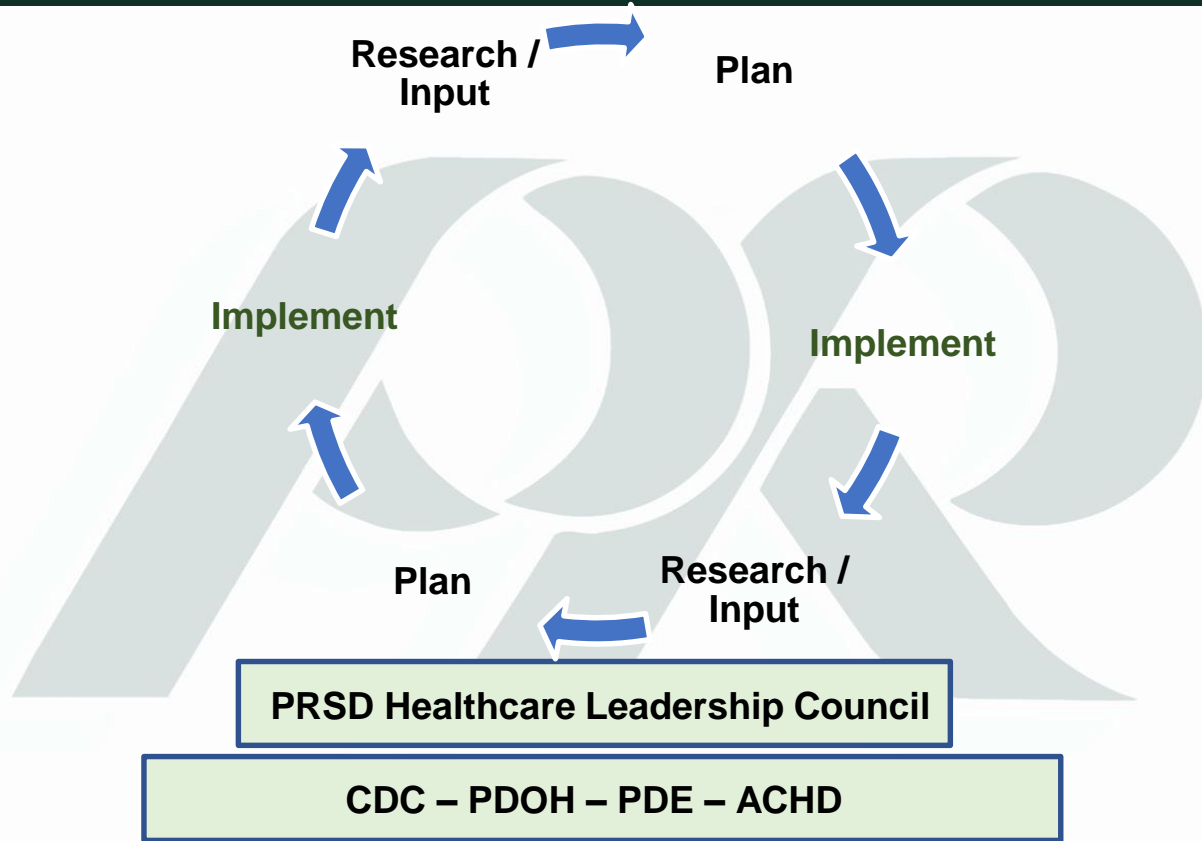 Research /
Input
Plan
Implement
Implement
Plan
Research /
Input
PRSD Healthcare Leadership Council
CDC – PDOH – PDE – ACHD